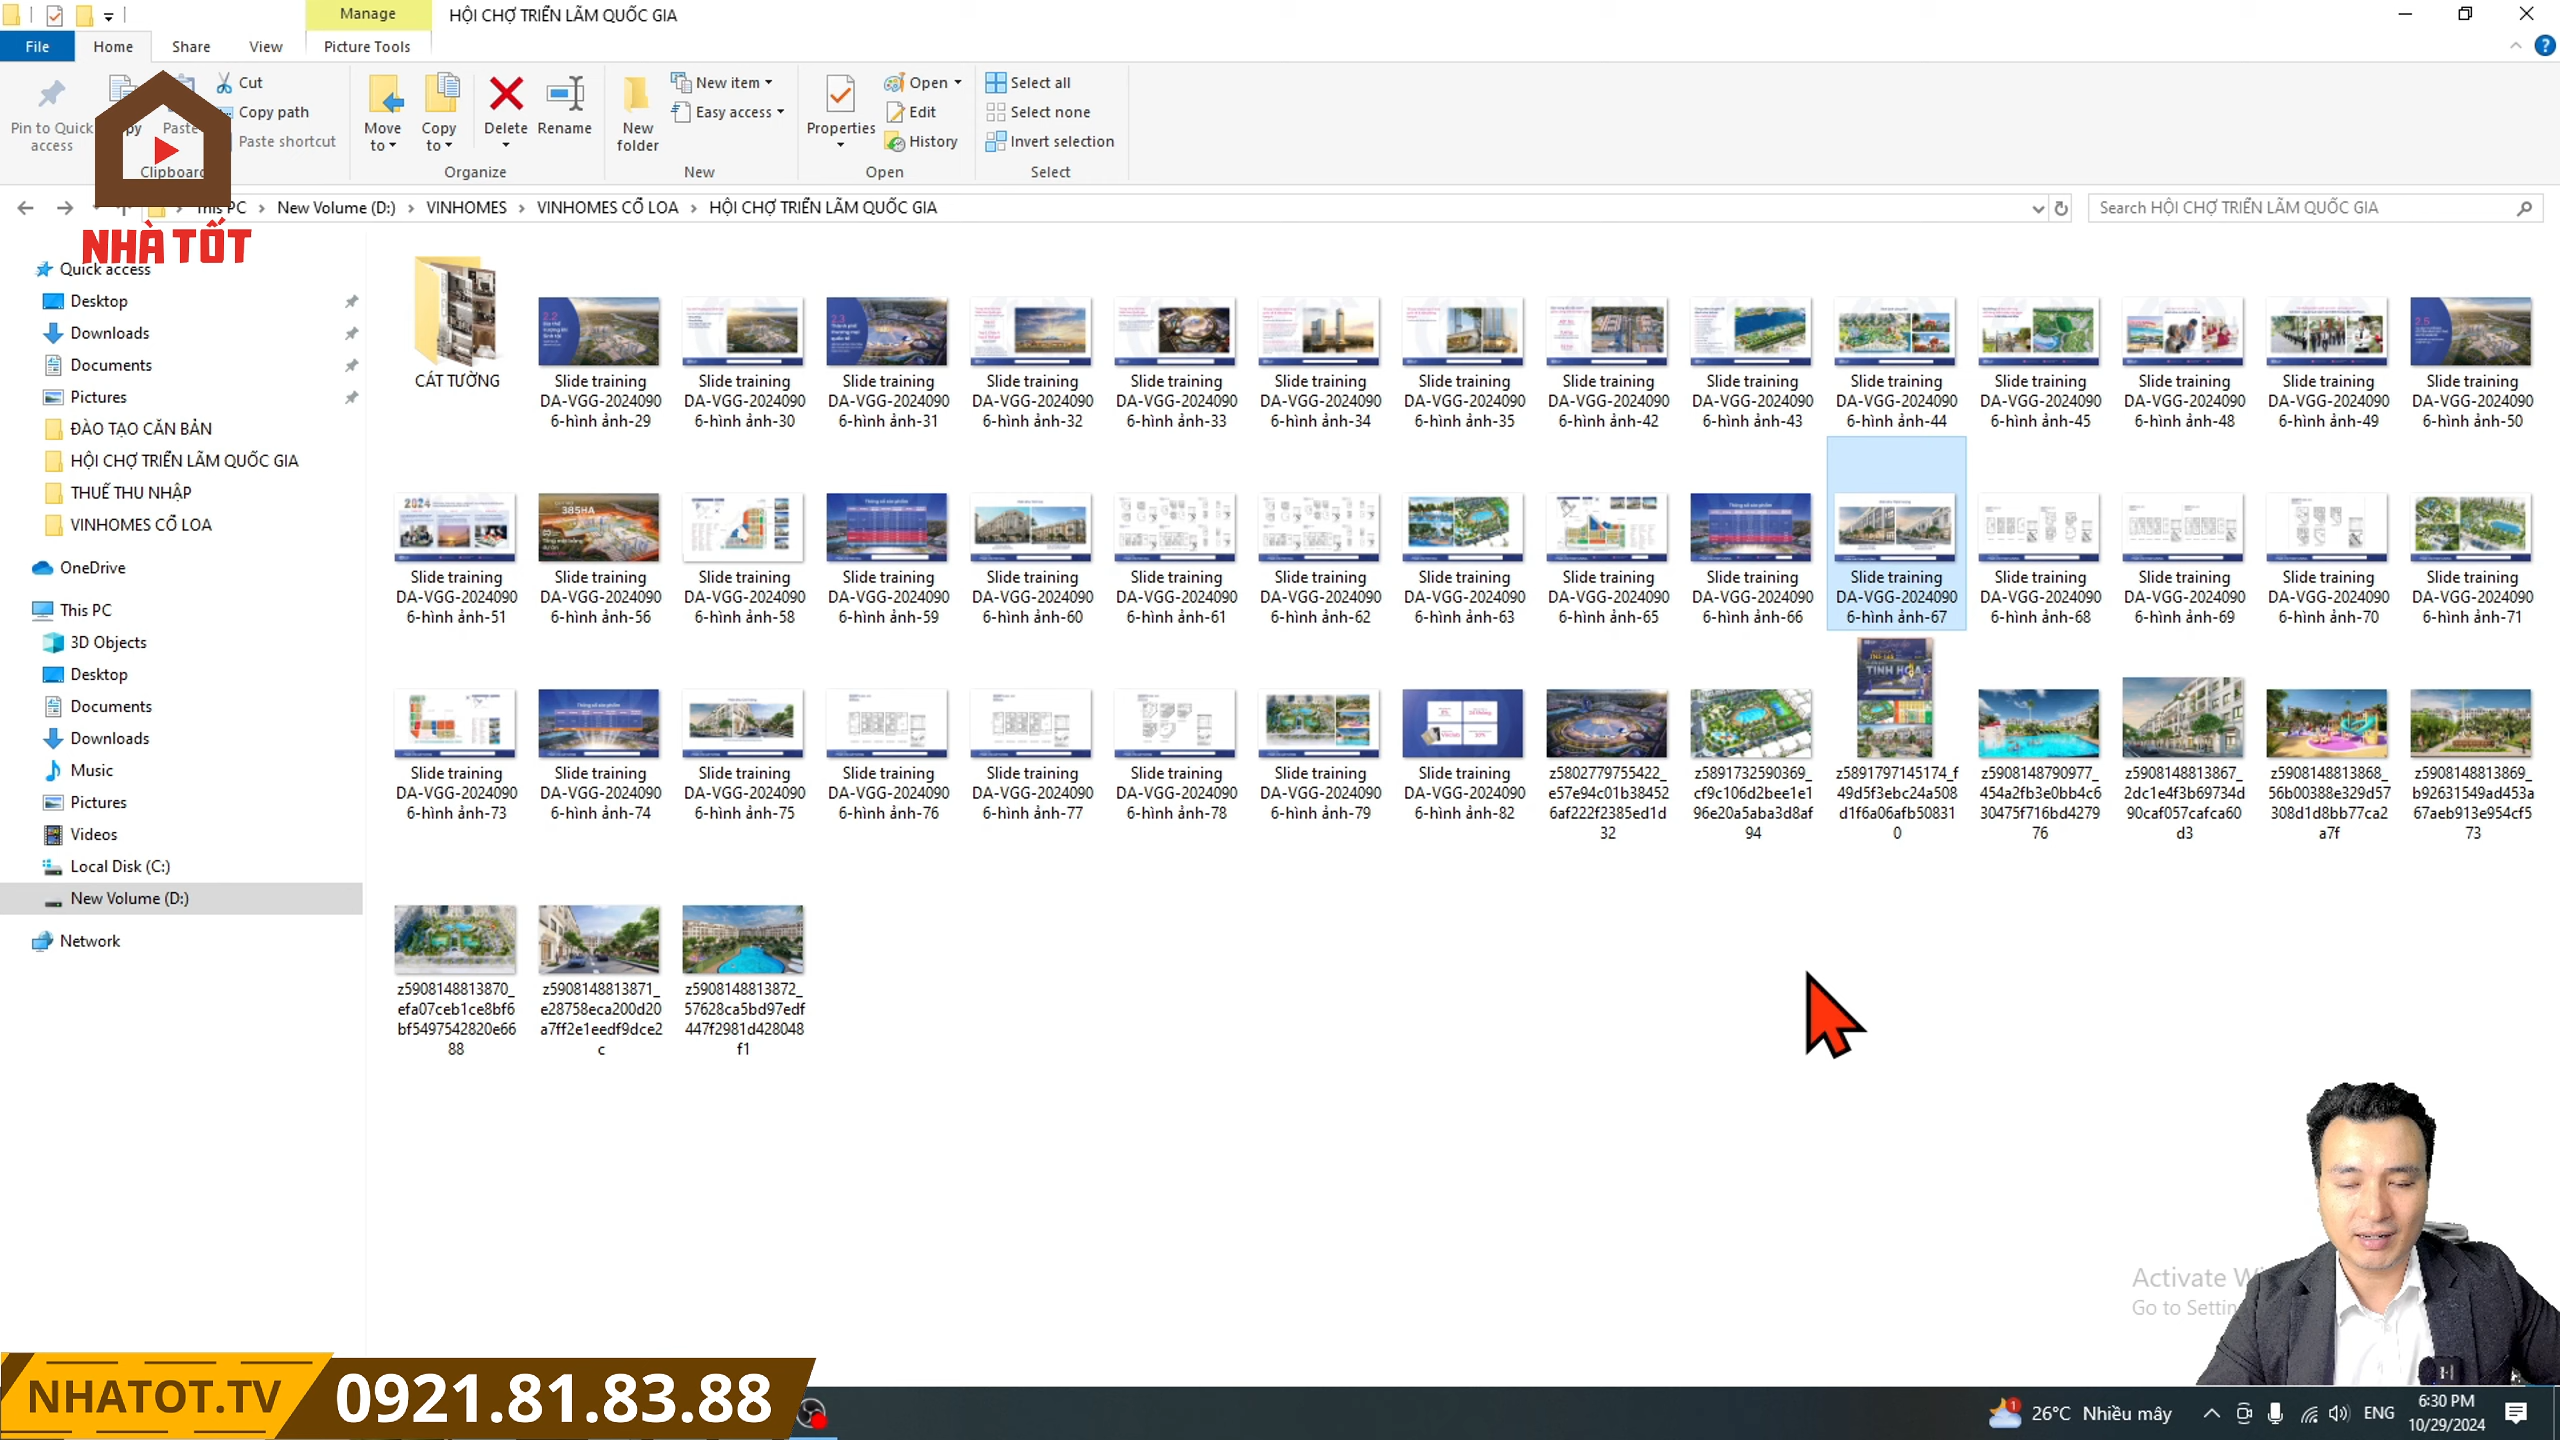 Manage
HỘI CHỢ TRIỂN LÃM QUỐC GIA
File
Home
Share
View
Picture Tools
Pin to Quick access
Paste
Cut
Copy path
Paste shortcut
Clipboard
Move to
Copy to
Delete
Rename
Organize
New folder
New item
Easy access
New
Properties
Open
Edit
History
Open
Select all
Select none
Invert selection
Select
This PC > New Volume (D:) > VINHOMES > VINHOMES CỔ LOA > HỘI CHỢ TRIỂN LÃM QUỐC GIA
Search HỘI CHỢ TRIỂN LÃM QUỐC GIA
NHÀ TỐT
Quick access
Desktop
Downloads
Documents
Pictures
ĐÀO TẠO CĂN BẢN
HỘI CHỢ TRIỂN LÃM QUỐC GIA
THUẾ THU NHẬP
VINHOMES CỔ LOA
OneDrive
This PC
3D Objects
Desktop
Documents
Downloads
Music
Pictures
Videos
Local Disk (C:)
New Volume (D:)
Network
CÁT TƯỜNG
Slide training DA-VGG-20240906-hình ảnh-29
Slide training DA-VGG-20240906-hình ảnh-30
Slide training DA-VGG-20240906-hình ảnh-31
Slide training DA-VGG-20240906-hình ảnh-32
Slide training DA-VGG-20240906-hình ảnh-33
Slide training DA-VGG-20240906-hình ảnh-34
Slide training DA-VGG-20240906-hình ảnh-35
Slide training DA-VGG-20240906-hình ảnh-42
Slide training DA-VGG-20240906-hình ảnh-43
Slide training DA-VGG-20240906-hình ảnh-44
Slide training DA-VGG-20240906-hình ảnh-45
Slide training DA-VGG-20240906-hình ảnh-48
Slide training DA-VGG-20240906-hình ảnh-49
Slide training DA-VGG-20240906-hình ảnh-50
Slide training DA-VGG-20240906-hình ảnh-51
Slide training DA-VGG-20240906-hình ảnh-56
Slide training DA-VGG-20240906-hình ảnh-58
Slide training DA-VGG-20240906-hình ảnh-59
Slide training DA-VGG-20240906-hình ảnh-60
Slide training DA-VGG-20240906-hình ảnh-61
Slide training DA-VGG-20240906-hình ảnh-62
Slide training DA-VGG-20240906-hình ảnh-63
Slide training DA-VGG-20240906-hình ảnh-65
Slide training DA-VGG-20240906-hình ảnh-66
Slide training DA-VGG-20240906-hình ảnh-67
Slide training DA-VGG-20240906-hình ảnh-68
Slide training DA-VGG-20240906-hình ảnh-69
Slide training DA-VGG-20240906-hình ảnh-70
Slide training DA-VGG-20240906-hình ảnh-71
Slide training DA-VGG-20240906-hình ảnh-73
Slide training DA-VGG-20240906-hình ảnh-74
Slide training DA-VGG-20240906-hình ảnh-75
Slide training DA-VGG-20240906-hình ảnh-76
Slide training DA-VGG-20240906-hình ảnh-77
Slide training DA-VGG-20240906-hình ảnh-78
Slide training DA-VGG-20240906-hình ảnh-79
Slide training DA-VGG-20240906-hình ảnh-82
z5802779755422_e57e94c01b384526af222f2385ed1d32
z5891732590369_cf9c106d2bee1e196e20a5aba3d8af94
z5891797145174_f49d5f3ebc24a508d1f6a06afb508310
z5908148790977_454a2fb3e0bb4c630475f716bd427976
z5908148813867_2dc1e4f3b69734d90caf057cafca60d3
z5908148813868_56b00388e329d57308d1d8bb77ca2a7f
z5908148813869_b92631549ad453a67aeb913e954cf573
z5908148813870_efa07ceb1ce8bf6bf5497542820e6688
z5908148813871_e28758eca200d20a7ff2e1eedf9dce2c
z5908148813872_57628ca5bd97edf447f2981d428048f1
Activate
Go to
NHATOT.TV
0921.81.83.88
26°C Nhiều mây
ENG
6:30 PM
10/29/2024